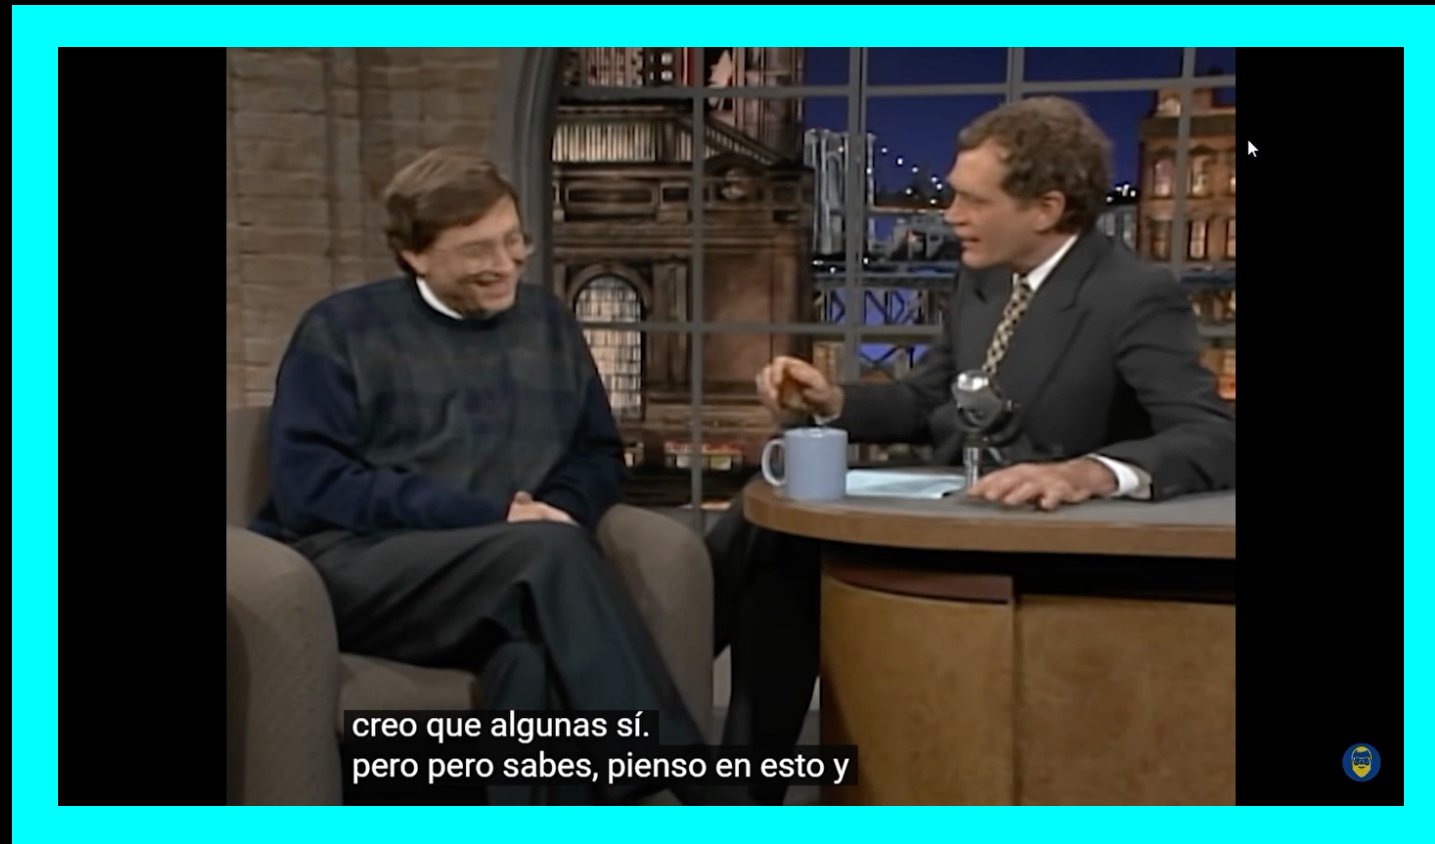 creo que algunas sí.
pero pero sabes, pienso en esto y